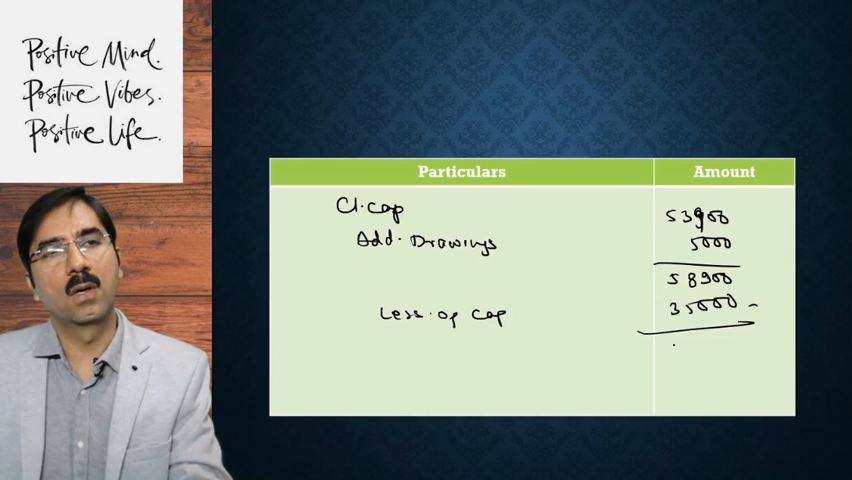 Positive Mind.
Positive Vibes.
Positive Life.
Particulars Amount
Cl. cap 53900
Add. Drawings 5000
58900
Less. op cap 35000 -